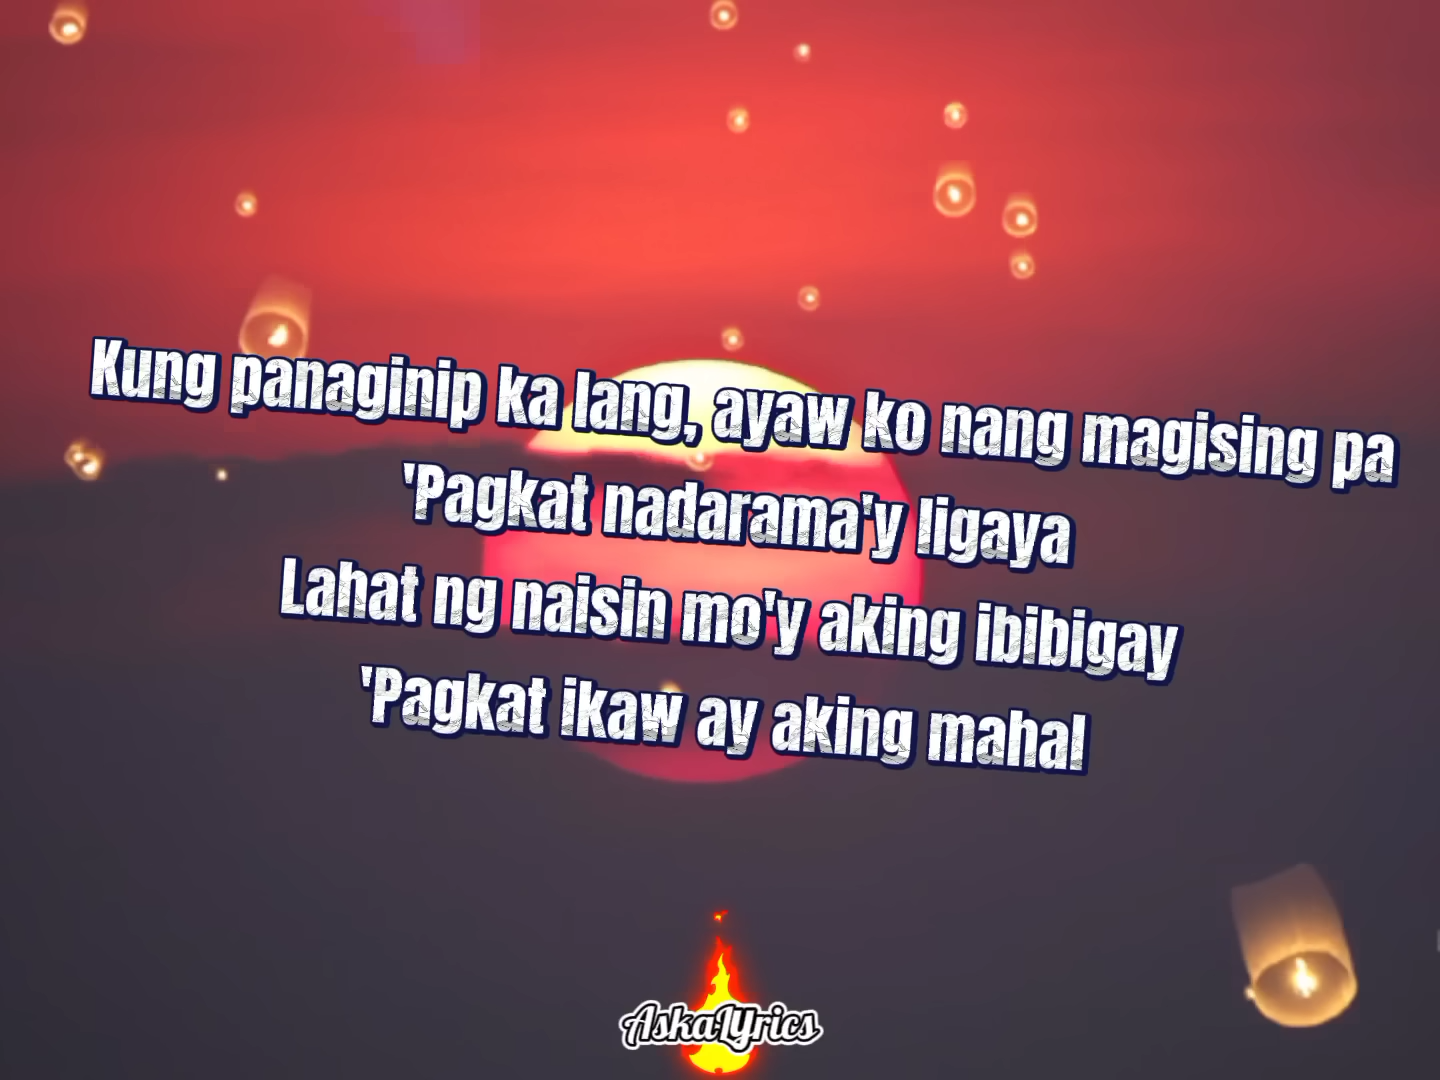 Kung panaginip ka lang, ayaw ko nang magising pa
'Pagkat nadarama'y ligaya
Lahat ng naisin mo'y aking ibibigay
'Pagkat ikaw ay aking mahal
AskaLyrics